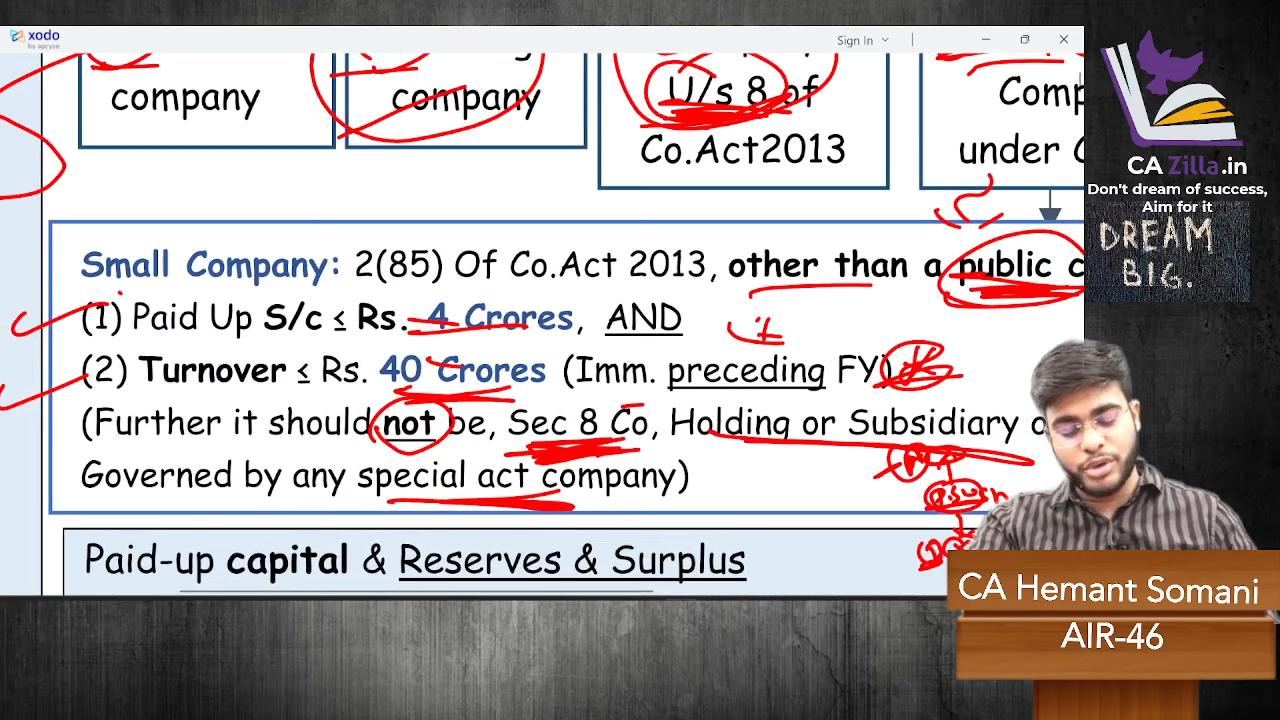 xodo
by apryse
Sign In
company
company
U/s 8 of
Co.Act2013
Comp
under
Small Company: 2(85) Of Co.Act 2013, other than a public c
(1) Paid Up S/c ≤ Rs. 4 Crores, AND
(2) Turnover ≤ Rs. 40 Crores (Imm. preceding FY)
(Further it should not be, Sec 8 Co, Holding or Subsidiary
Governed by any special act company)
Paid-up capital & Reserves & Surplus
CA Zilla.in
Don't dream of success,
Aim for it
DREAM
BIG.
CA Hemant Somani
AIR-46